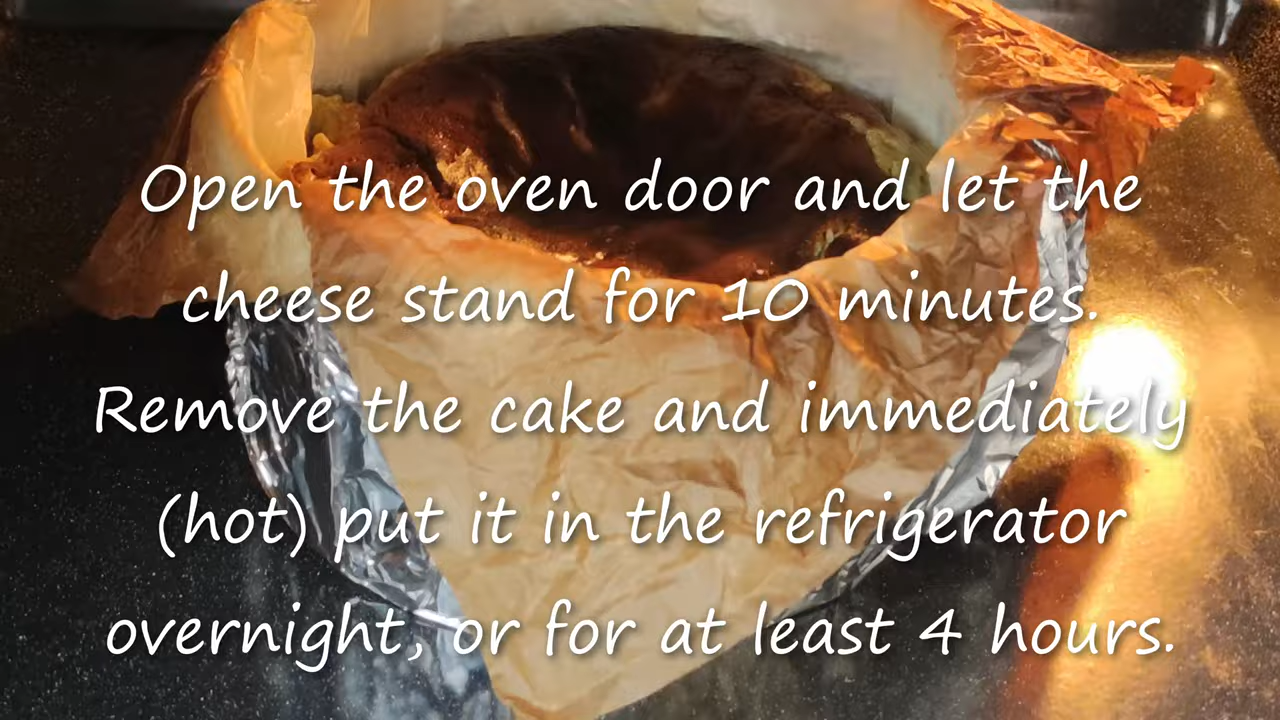 Open the oven door and let the
cheese stand for 10 minutes.
Remove the cake and immediately
(hot) put it in the refrigerator
overnight, or for at least 4 hours.